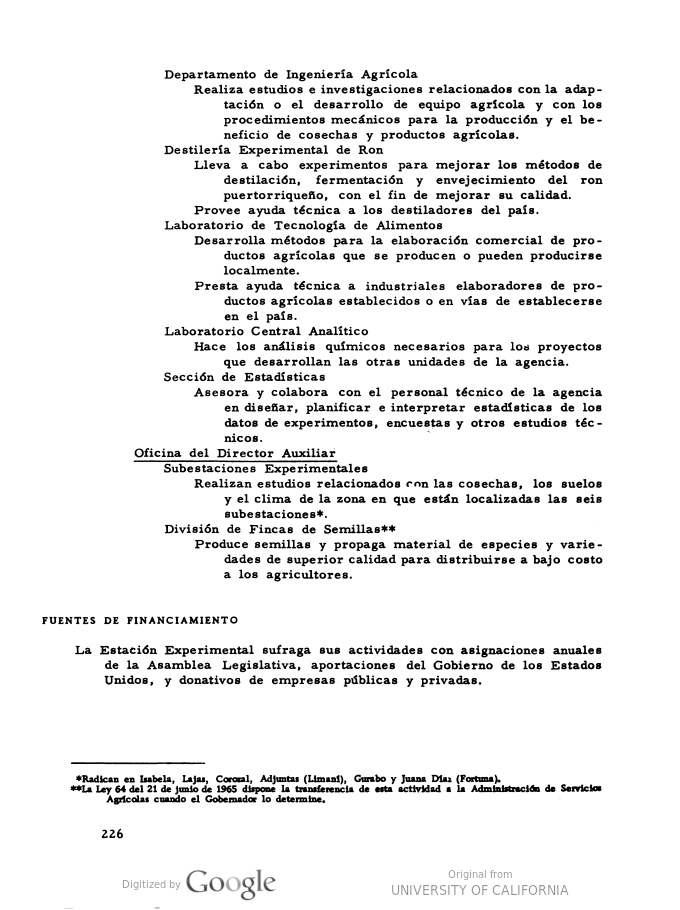 Departamento de Ingeniería Agrícola
Realiza estudios e investigaciones relacionados con la adap-
tación o el desarrollo de equipo agrícola y con los
procedimientos mecánicos para la producción y el be-
neficio de cosechas y productos agrícolas.
Destilería Experimental de Ron
Lleva a cabo experimentos para mejorar los métodos de
destilación, fermentación y envejecimiento del ron
puertorriqueño, con el fin de mejorar su calidad.
Provee ayuda técnica a los destiladores del país.
Laboratorio de Tecnología de Alimentos
Desarrolla métodos para la elaboración comercial de pro-
ductos agrícolas que se producen o pueden producirse
localmente.
Presta ayuda técnica a industriales elaboradores de pro-
ductos agrícolas establecidos o en vías de establecerse
en el país.
Laboratorio Central Analítico
Hace los análisis químicos necesarios para los proyectos
que desarrollan las otras unidades de la agencia.
Sección de Estadísticas
Asesora y colabora con el personal técnico de la agencia
en diseñar, planificar e interpretar estadísticas de los
datos de experimentos, encuestas y otros estudios téc-
nicos.
Oficina del Director Auxiliar
Subestaciones Experimentales
Realizan estudios relacionados con las cosechas, los suelos
y el clima de la zona en que están localizadas las seis
subestaciones*.
División de Fincas de Semillas**
Produce semillas y propaga material de especies y varie-
dades de superior calidad para distribuirse a bajo costo
a los agricultores.
FUENTES DE FINANCIAMIENTO
La Estación Experimental sufraga sus actividades con asignaciones anuales
de la Asamblea Legislativa, aportaciones del Gobierno de los Estados
Unidos, y donativos de empresas públicas y privadas.
*Radican en Isabela, Lajas, Corozal, Adjuntas (Limaní), Gurabo y Juana Díaz (Fortuna).
**La Ley 64 del 21 de junio de 1965 dispone la transferencia de esta actividad a la Administración de Servicios
Agrícolas cuando el Gobernador lo determine.
226
Digitized by Google
Original from
UNIVERSITY OF CALIFORNIA